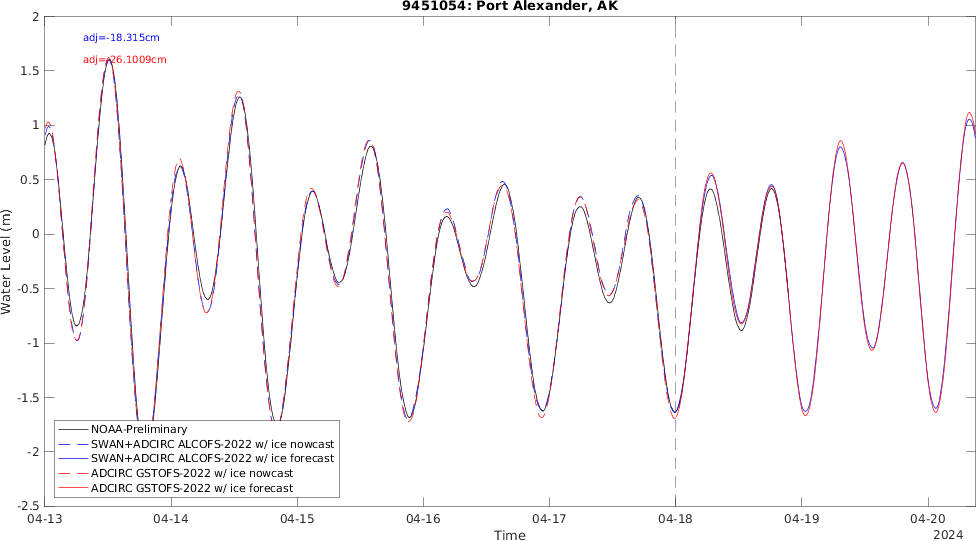 9451054: Port Alexander, AK
adj=-18.315cm
adj=-26.1009cm
2
1.5
1
0.5
0
-0.5
-1
-1.5
-2
-2.5
Water Level (m)
NOAA-Preliminary
SWAN+ADCIRC ALCOFS-2022 w/ ice nowcast
SWAN+ADCIRC ALCOFS-2022 w/ ice forecast
ADCIRC GSTOFS-2022 w/ ice nowcast
ADCIRC GSTOFS-2022 w/ ice forecast
04-13 04-14 04-15 04-16 04-17 04-18 04-19 04-20
Time
2024